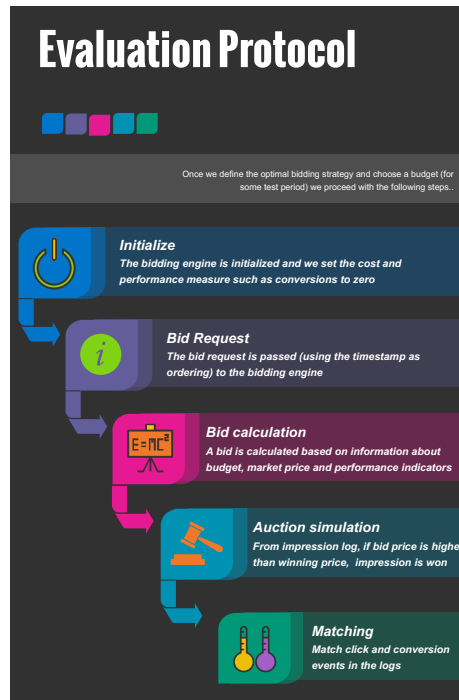 Evaluation Protocol
Once we define the optimal bidding strategy and choose a budget (for
some test period) we proceed with the following steps..
Initialize
The bidding engine is initialized and we set the cost and
performance measure such as conversions to zero
i
Bid Request
The bid request is passed (using the timestamp as
ordering) to the bidding engine
E=MC²
Bid calculation
A bid is calculated based on information about
budget, market price and performance indicators
Auction simulation
From impression log, if bid price is highe
than winning price, impression is won
Matching
Match click and conversion
events in the logs